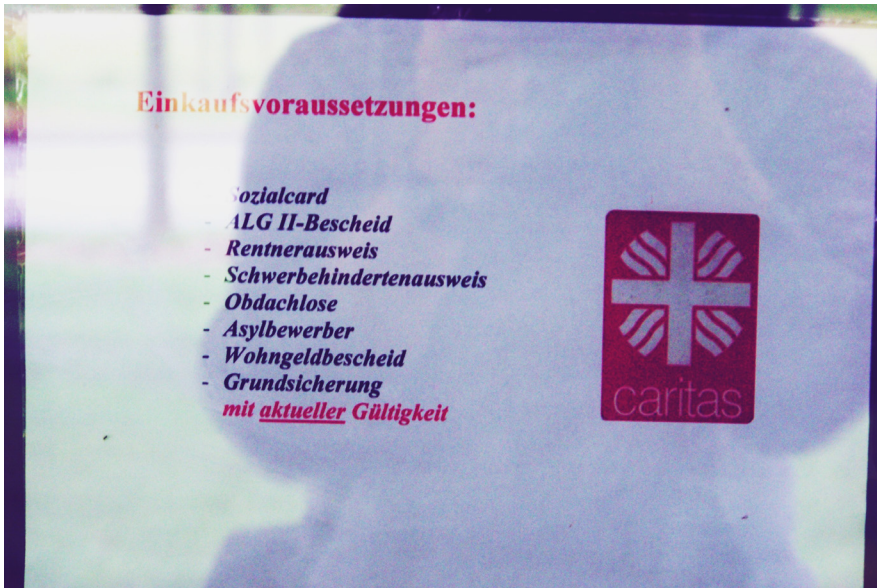 Einkaufsvoraussetzungen:
Sozialcard
- ALG II-Bescheid
- Rentnerausweis
- Schwerbehindertenausweis
- Obdachlose
- Asylbewerber
- Wohngeldbescheid
- Grundsicherung
mit aktueller Gültigkeit
caritas